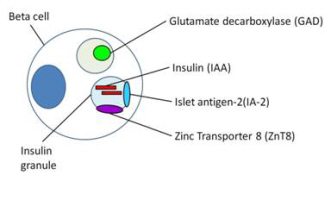 Beta cell
Glutamate decarboxylase (GAD)
Insulin (IAA)
Islet antigen-2(IA-2)
Zinc Transporter 8 (ZnT8)
Insulin
granule